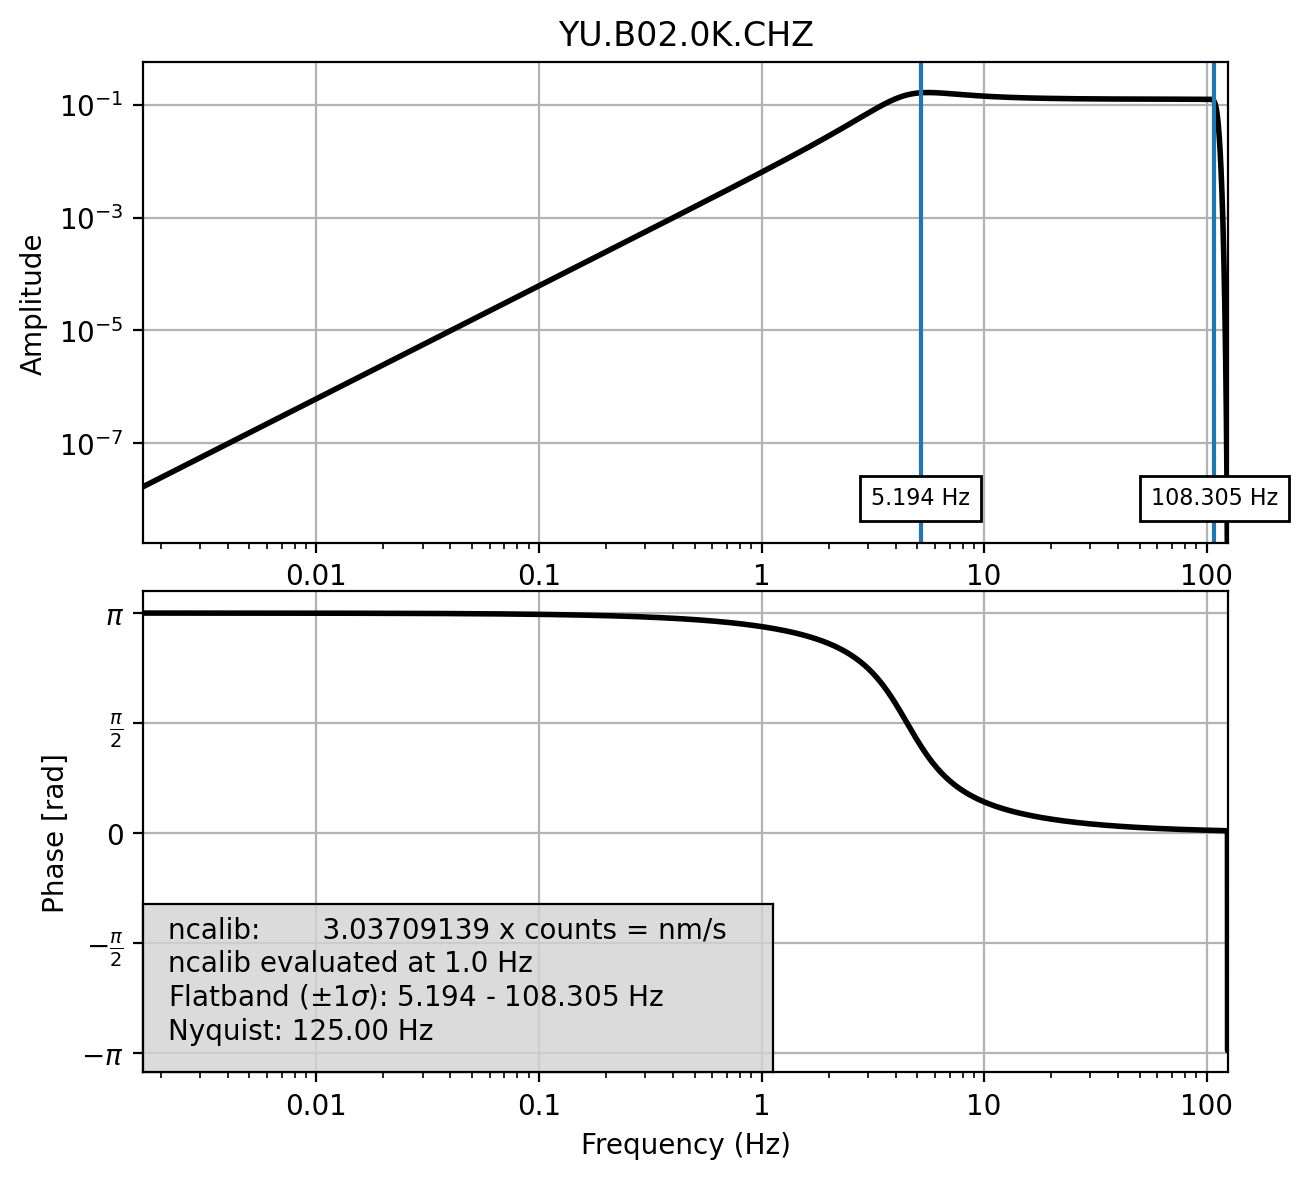 YU.B02.0K.CHZ
Amplitude
10⁻¹
10⁻³
10⁻⁵
10⁻⁷
5.194 Hz
108.305 Hz
0.01 0.1 1 10 100
Phase [rad]
π
π/2
0
−π/2
−π
ncalib: 3.03709139 x counts = nm/s
ncalib evaluated at 1.0 Hz
Flatband (±1σ): 5.194 - 108.305 Hz
Nyquist: 125.00 Hz
0.01 0.1 1 10 100
Frequency (Hz)